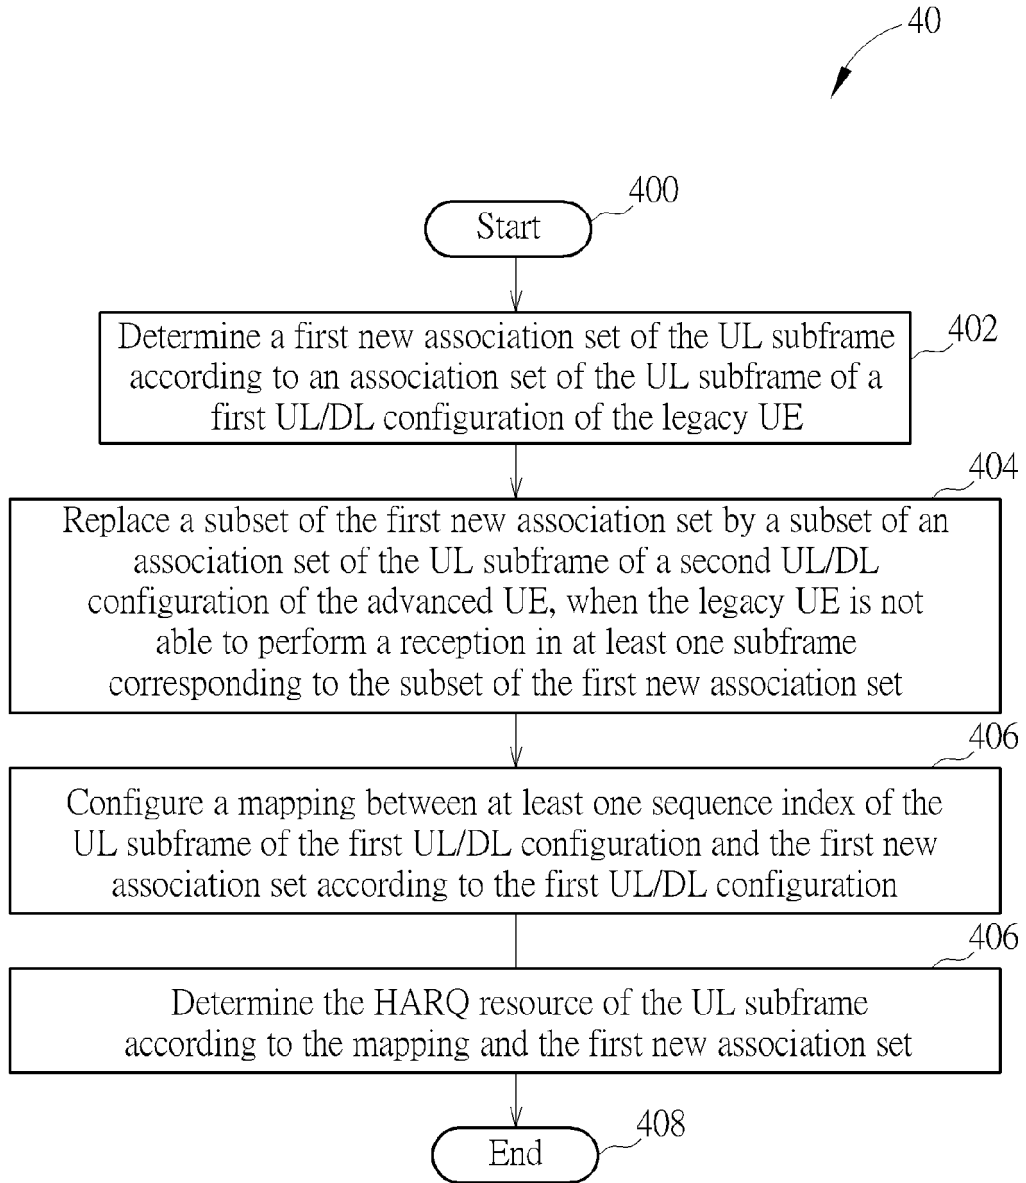 40
400
Start
402
Determine a first new association set of the UL subframe
according to an association set of the UL subframe of a
first UL/DL configuration of the legacy UE
404
Replace a subset of the first new association set by a subset of an
association set of the UL subframe of a second UL/DL
configuration of the advanced UE, when the legacy UE is not
able to perform a reception in at least one subframe
corresponding to the subset of the first new association set
406
Configure a mapping between at least one sequence index of the
UL subframe of the first UL/DL configuration and the first new
association set according to the first UL/DL configuration
406
Determine the HARQ resource of the UL subframe
according to the mapping and the first new association set
408
End